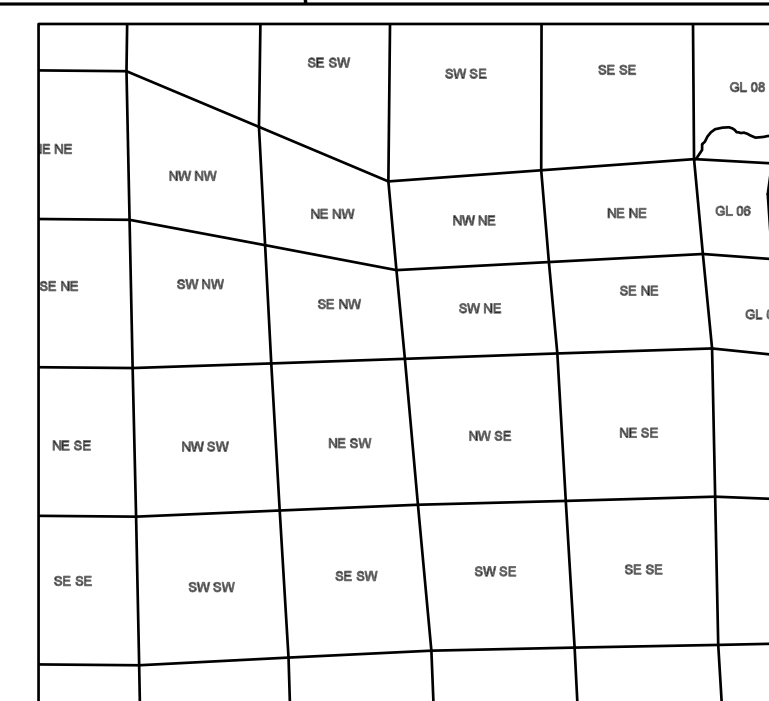 SE SW
SW SE
SE SE
GL 08
NE NE
NW NW
NE NW
NW NE
NE NE
GL 06
SE NE
SW NW
SE NW
SW NE
SE NE
GL
NE SE
NW SW
NE SW
NW SE
NE SE
SE SE
SW SW
SE SW
SW SE
SE SE